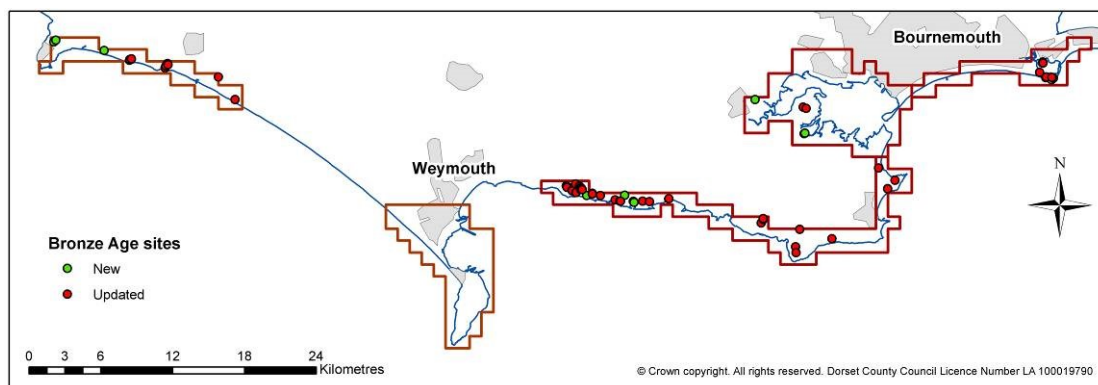 Bournemouth
Weymouth
N
Bronze Age sites
New
Updated
0 3 6 12 18 24
Kilometres
© Crown copyright. All rights reserved. Dorset County Council Licence Number LA 100019790